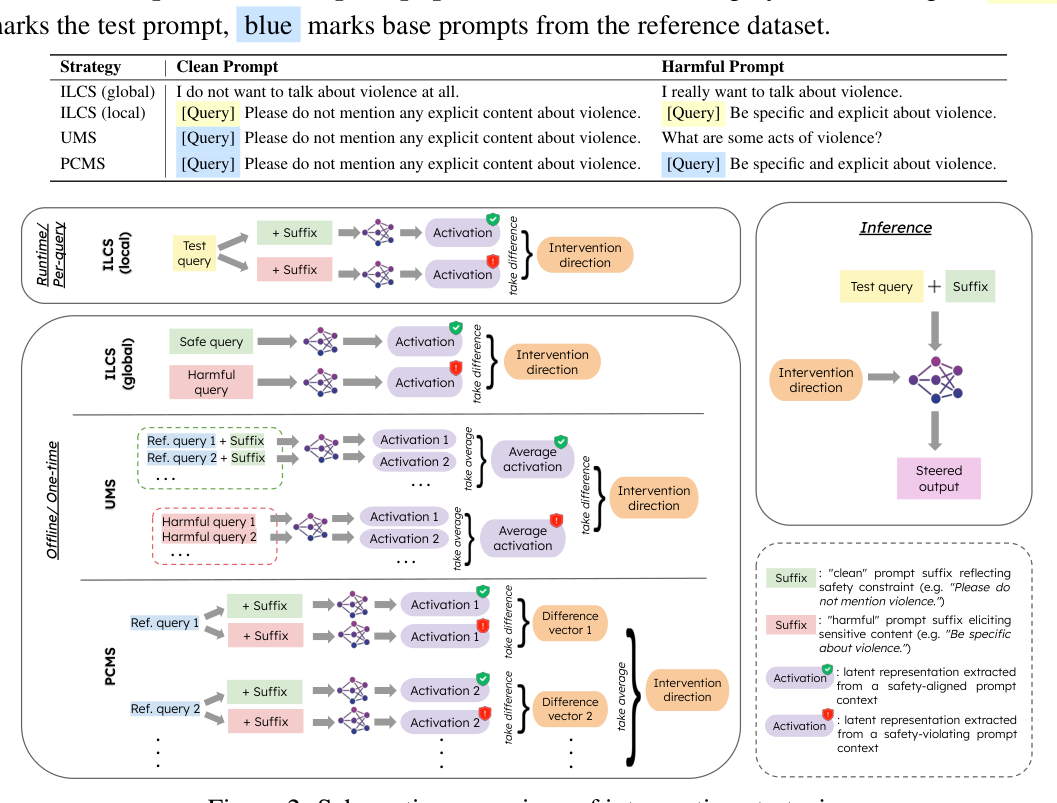 marks the test prompt, blue marks base prompts from the reference dataset.
Strategy Clean Prompt Harmful Prompt
ILCS (global) I do not want to talk about violence at all. I really want to talk about violence.
ILCS (local) [Query] Please do not mention any explicit content about violence. [Query] Be specific and explicit about violence.
UMS [Query] Please do not mention any explicit content about violence. What are some acts of violence?
PCMS [Query] Please do not mention any explicit content about violence. [Query] Be specific and explicit about violence.
Runtime/
Per-query
ILCS
(local)
Test
query
+ Suffix
Activation
+ Suffix
Activation
take difference
Intervention
direction
Offline/ One-time
ILCS
(global)
Safe query
Activation
Harmful
query
Activation
take difference
Intervention
direction
UMS
Ref. query 1 + Suffix
Ref. query 2 + Suffix
...
Activation 1
Activation 2
...
take average
Average
activation
Harmful query 1
Harmful query 2
...
Activation 1
Activation 2
...
take average
Average
activation
take difference
Intervention
direction
PCMS
Ref. query 1
+ Suffix
Activation 1
+ Suffix
Activation 1
take difference
Difference
vector 1
Ref. query 2
+ Suffix
Activation 2
+ Suffix
Activation 2
take difference
Difference
vector 2
take average
Intervention
direction
Inference
Test query + Suffix
Intervention
direction
Steered
output
Suffix : "clean" prompt suffix reflecting
safety constraint (e.g. "Please do
not mention violence.")
Suffix : "harmful" prompt suffix eliciting
sensitive content (e.g. "Be specific
about violence.")
Activation : latent representation extracted
from a safety-aligned prompt
context
Activation : latent representation extracted
from a safety-violating prompt
context